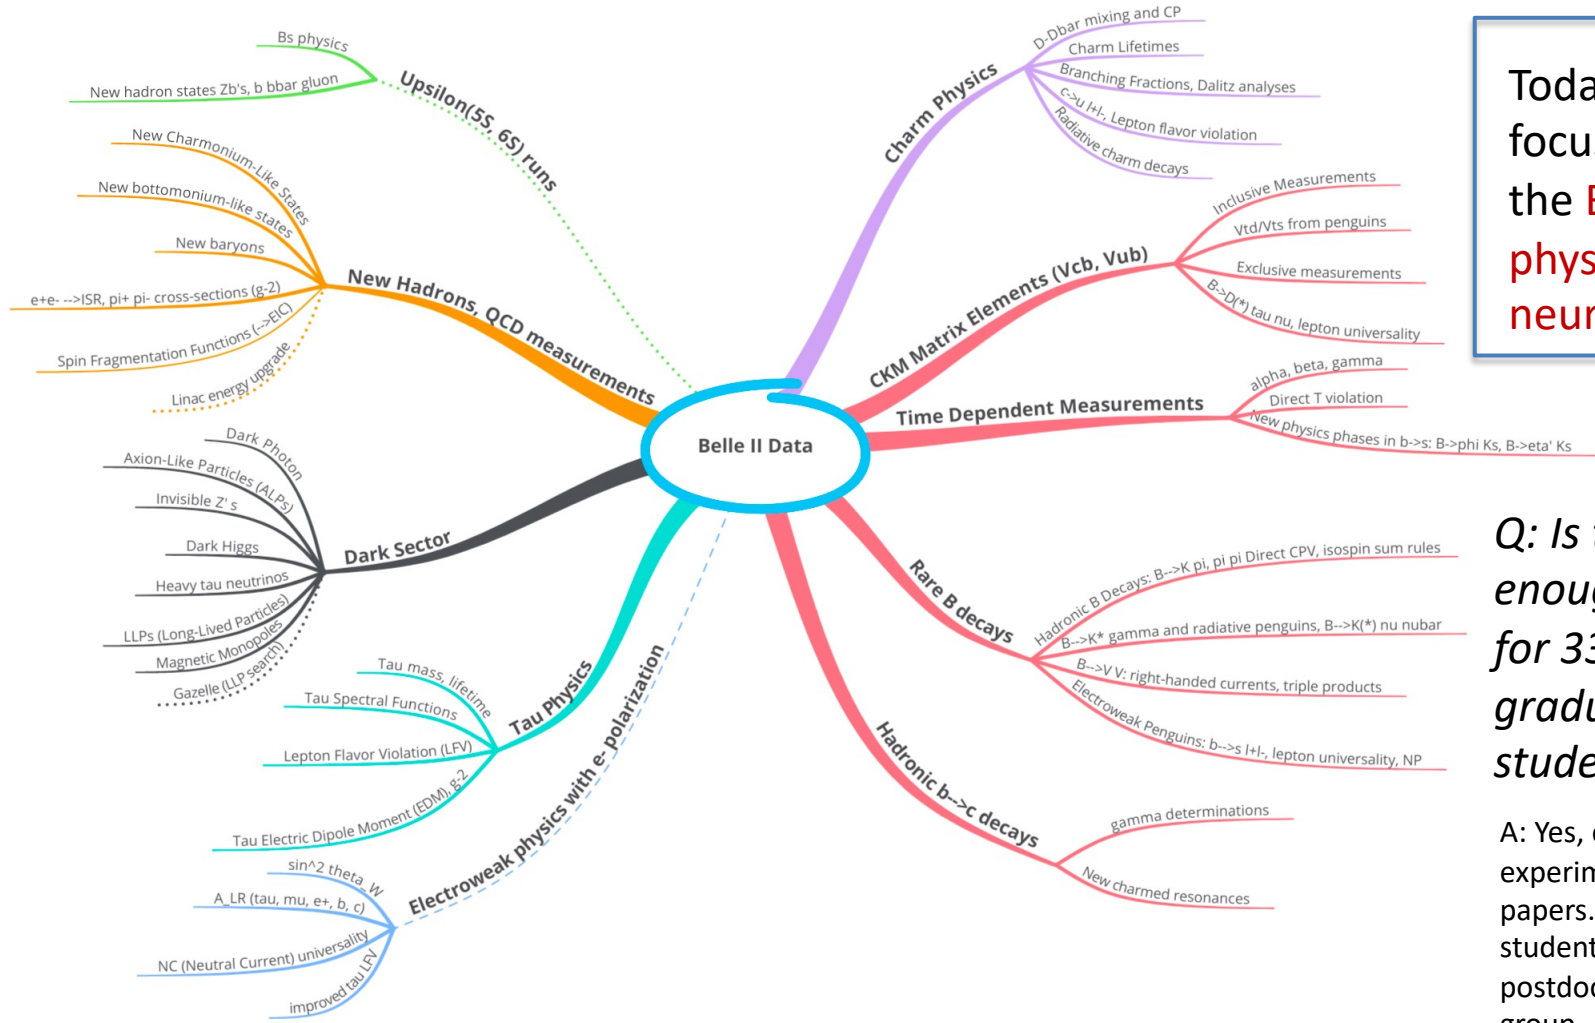 Belle II Data
Upsilon(5S, 6S) runs
Bs physics
New hadron states Zb's, b bbar gluon
New Hadrons, QCD measurements
New Charmonium-Like States
New bottomonium-like states
New baryons
e+e- -->ISR, pi+ pi- cross-sections (g-2)
Spin Fragmentation Functions (-->EIC)
Linac energy upgrade
Dark Sector
Dark Photon
Axion-Like Particles (ALPs)
Invisible Z' s
Dark Higgs
Heavy tau neutrinos
LLPs (Long-Lived Particles)
Magnetic Monopoles
Gazelle (LLP search)
Tau Physics
Tau mass, lifetime
Tau Spectral Functions
Lepton Flavor Violation (LFV)
Tau Electric Dipole Moment (EDM), g-2
Electroweak physics with e- polarization
sin^2 theta_W
A_LR (tau, mu, e+, b, c)
NC (Neutral Current) universality
improved tau LFV
Charm Physics
D-Dbar mixing and CP
Charm Lifetimes
Branching Fractions, Dalitz analyses
c->u l+l-, Lepton flavor violation
Radiative charm decays
CKM Matrix Elements (Vcb, Vub)
Inclusive Measurements
Vtd/Vts from penguins
Exclusive measurements
B->D(*) tau nu, lepton universality
Time Dependent Measurements
alpha, beta, gamma
Direct T violation
New physics phases in b->s: B->phi Ks, B->eta' Ks
Rare B decays
Hadronic B Decays: B-->K pi, pi pi Direct CPV, isospin sum rules
B-->K* gamma and radiative penguins, B-->K(*) nu nubar
B-->V V: right-handed currents, triple products
Electroweak Penguins: b-->s l+l-, lepton universality, NP
Hadronic b-->c decays
gamma determinations
New charmed resonances
Toda
focu
the
phys
neur
Q: Is
enoug
for 33
gradu
stude
A: Yes,
experim
papers.
student
postdoc
group